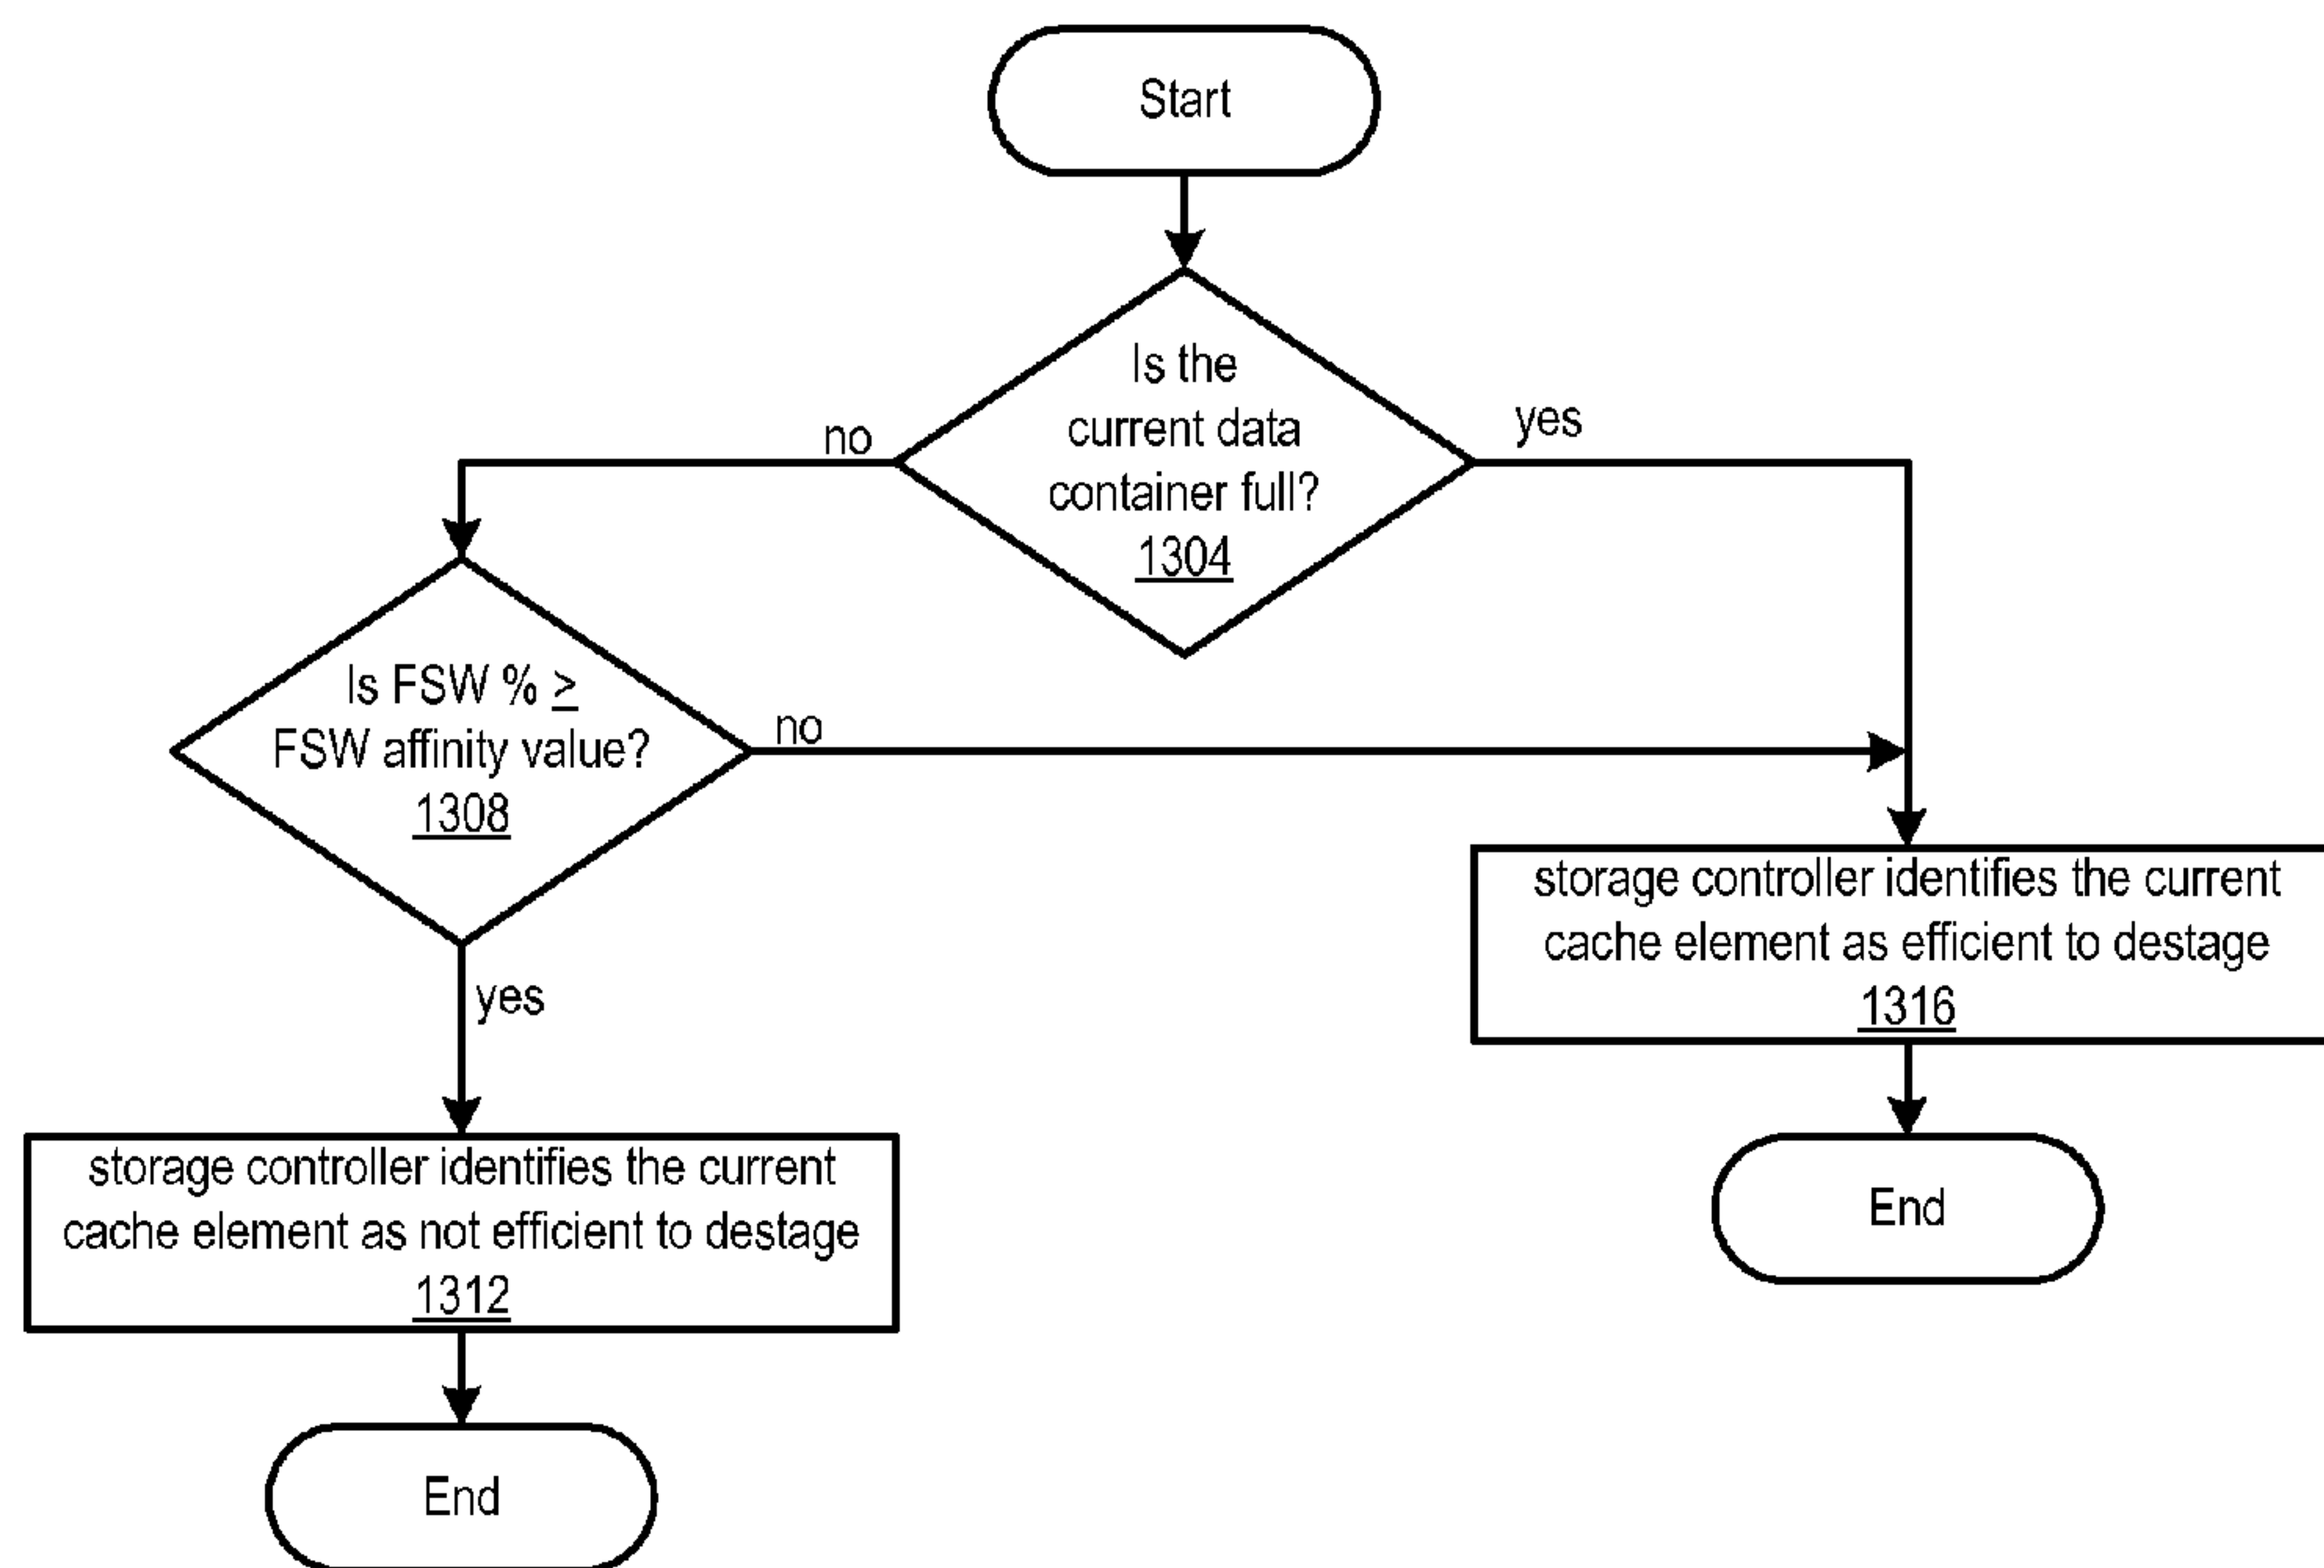 Start
Is the
current data
container full?
1304
no
yes
Is FSW % ≥
FSW affinity value?
1308
no
yes
storage controller identifies the current
cache element as efficient to destage
1316
storage controller identifies the current
cache element as not efficient to destage
1312
End
End